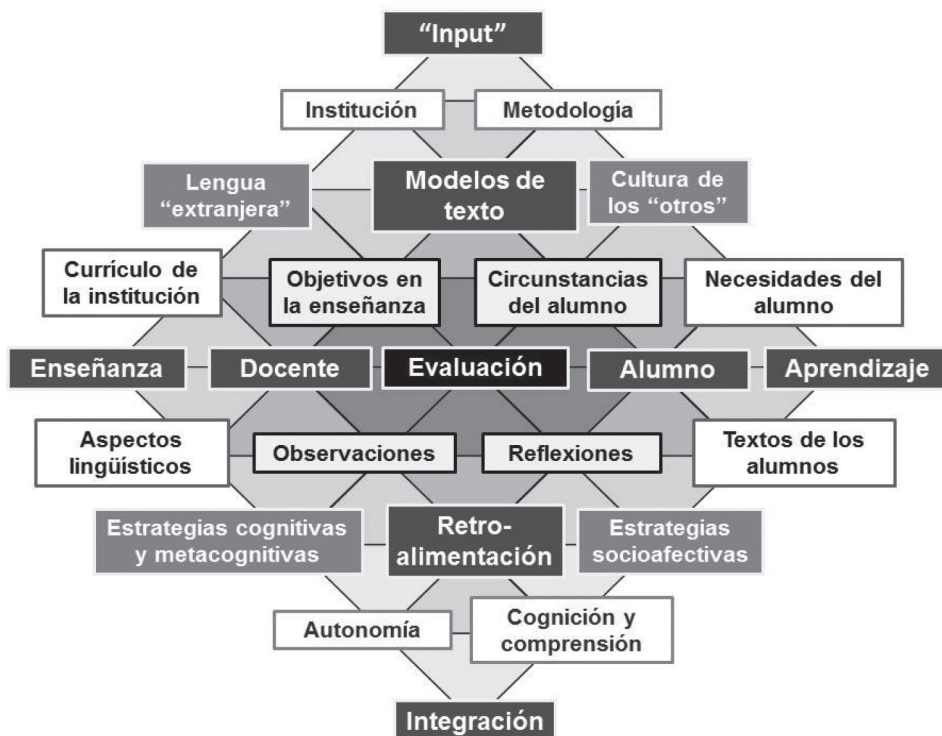 “Input”
Institución
Metodología
Lengua
“extranjera”
Modelos de
texto
Cultura de
los “otros”
Currículo de
la institución
Objetivos en
la enseñanza
Circunstancias
del alumno
Necesidades del
alumno
Enseñanza
Docente
Evaluación
Alumno
Aprendizaje
Aspectos
lingüísticos
Observaciones
Reflexiones
Textos de los
alumnos
Estrategias cognitivas
y metacognitivas
Retro-
alimentación
Estrategias
socioafectivas
Autonomía
Cognición y
comprensión
Integración